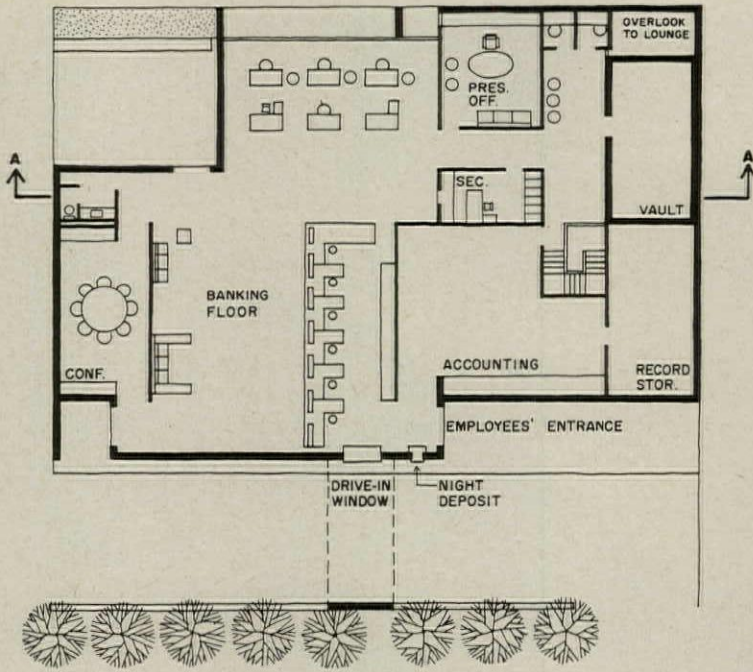 OVERLOOK
TO LOUNGE
PRES.
OFF.
A
A
SEC.
VAULT
BANKING
FLOOR
CONF.
ACCOUNTING
RECORD
STOR.
EMPLOYEES' ENTRANCE
DRIVE-IN
WINDOW
NIGHT
DEPOSIT